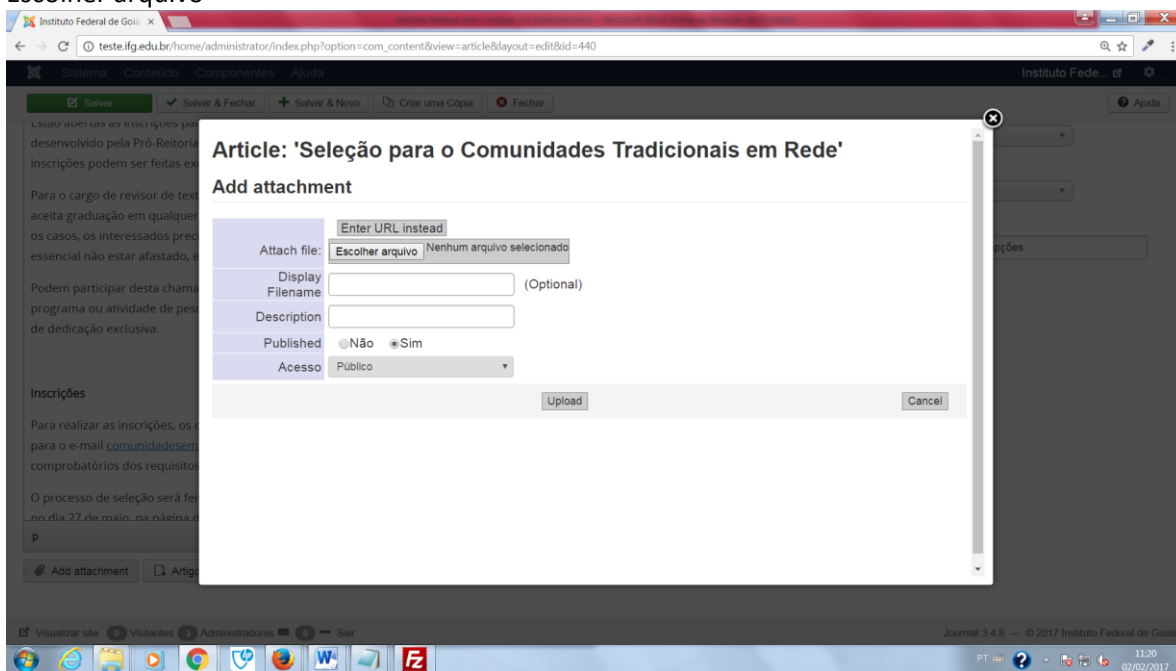 Escolher arquivo
Instituto Federal de Goiá
teste.ifg.edu.br/home/administrator/index.php?option=com_content&view=article&layout=edit&id=440
Sistema Conteúdo Componentes Ajuda
Instituto Fede...
Salvar
Salvar & Fechar
Salvar & Novo
Criar uma Cópia
Fechar
Ajuda
Estão abertas as inscrições pa
desenvolvido pela Pró-Reitoria
inscrições podem ser feitas ex
Para o cargo de revisor de text
aceita graduação em qualquer
os casos, os interessados prec
essencial não estar afastado, e
Podem participar desta chama
programa ou atividade de pes
de dedicação exclusiva.
Inscrições
Para realizar as inscrições, os
para o e-mail comunidadesem
comprobatórios dos requisitos
O processo de seleção será fei
no dia 27 de maio, na página d
p
Add attachment
Artigo
pções
Article: 'Seleção para o Comunidades Tradicionais em Rede'
Add attachment
Enter URL instead
Attach file: Escolher arquivo Nenhum arquivo selecionado
Display
Filename
(Optional)
Description
Published Não Sim
Acesso Público
Upload
Cancel
Visualizar site 0 Visitantes 3 Administradores 0 Sair
Joomla! 3.4.8 — © 2017 Instituto Federal de Goiás
PT
11:20
02/02/2017